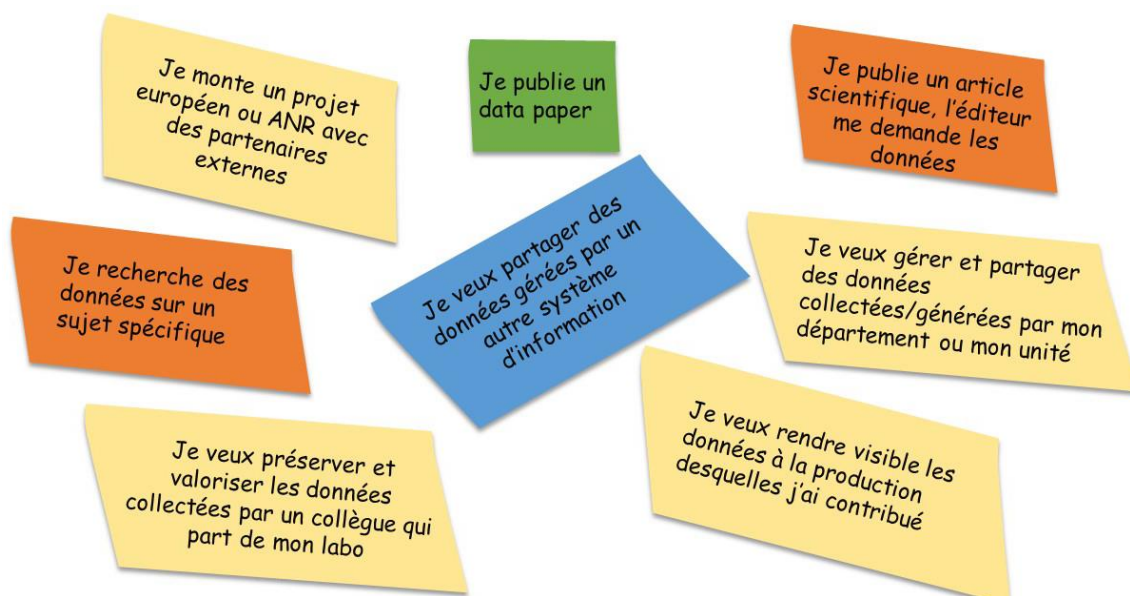 Je monte un projet
européen ou ANR avec
des partenaires
externes
Je publie un
data paper
Je publie un article
scientifique, l'éditeur
me demande les
données
Je recherche des
données sur un
sujet spécifique
Je veux partager des
données gérées par un
autre système
d'information
Je veux gérer et partager
des données
collectées/générées par mon
département ou mon unité
Je veux préserver et
valoriser les données
collectées par un collègue qui
part de mon labo
Je veux rendre visible les
données à la production
desquelles j'ai contribué